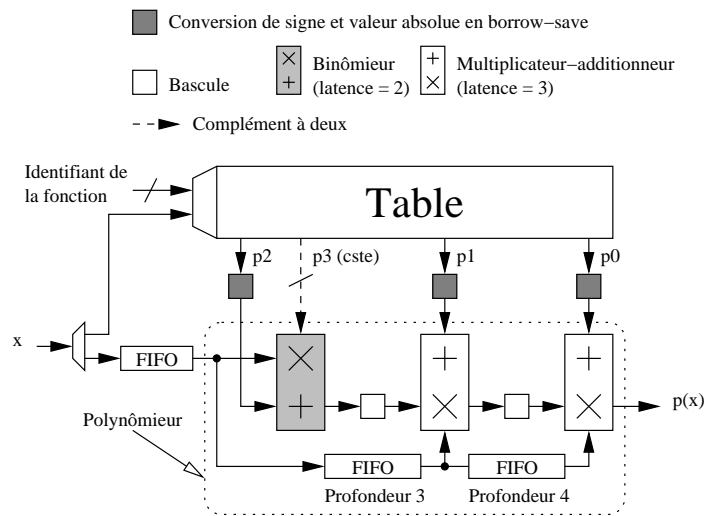 Conversion de signe et valeur absolue en borrow−save
Bascule
Binômieur
(latence = 2)
Multiplicateur−additionneur
(latence = 3)
Complément à deux
Identifiant de
la fonction
Table
p2
p3 (cste)
p1
p0
x
FIFO
p(x)
Polynômieur
FIFO
FIFO
Profondeur 3
Profondeur 4